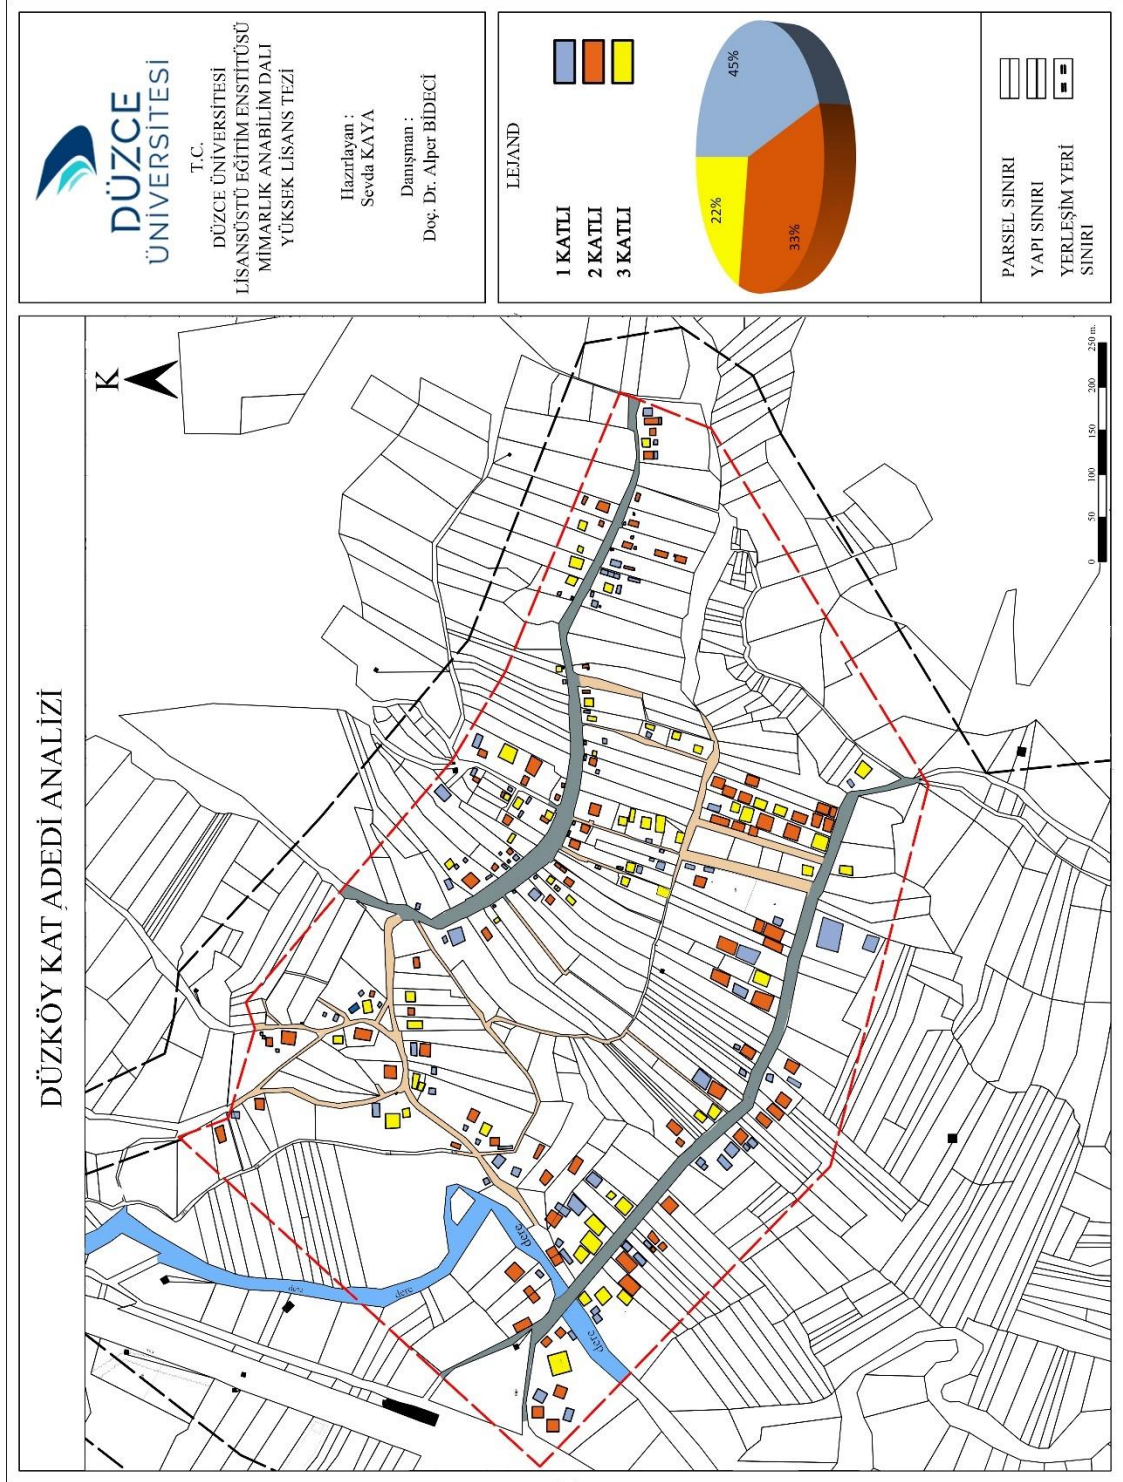 DÜZKÖY KAT ADEDİ ANALİZİ
K
dere
dere
dere
0 50 100 150 200 250 m.
DÜZCE
ÜNİVERSİTESİ
T.C.
DÜZCE ÜNİVERSİTESİ
LİSANSÜSTÜ EĞİTİM ENSTİTÜSÜ
MİMARLIK ANABİLİM DALI
YÜKSEK LİSANS TEZİ
Hazırlayan :
Sevda KAYA
Danışman :
Doç. Dr. Alper BİDECİ
LEJAND
1 KATLI
2 KATLI
3 KATLI
22%
45%
33%
PARSEL SINIRI
YAPI SINIRI
YERLEŞİM YERİ
SINIRI